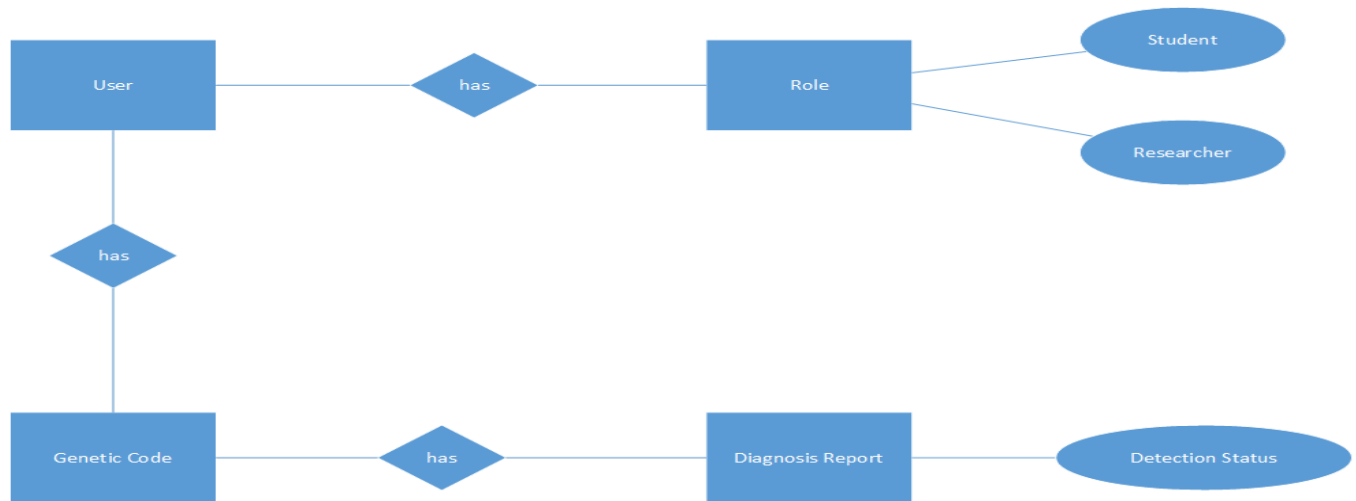 Student
User
has
Role
Researcher
has
Genetic Code
has
Diagnosis Report
Detection Status